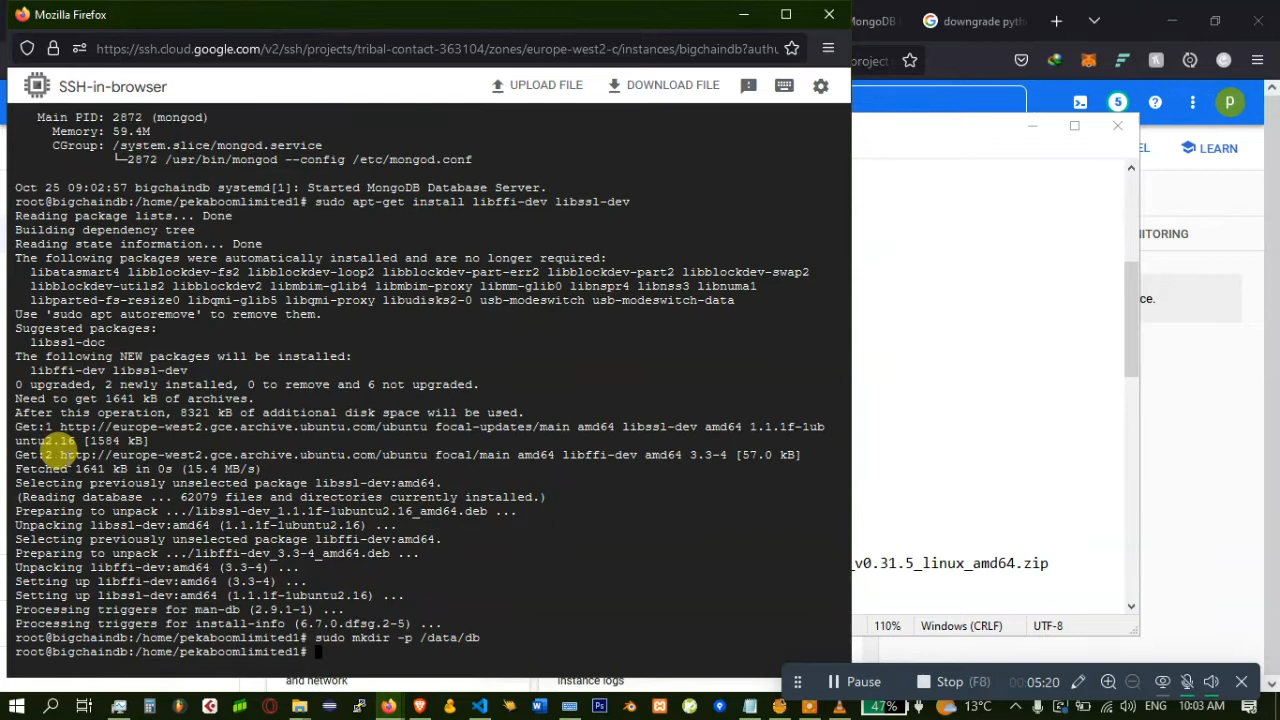 Mozilla Firefox
MongoDB
downgrade pyth
https://ssh.cloud.google.com/v2/ssh/projects/tribal-contact-363104/zones/europe-west2-c/instances/bigchaindb?authu
project
SSH-in-browser
UPLOAD FILE
DOWNLOAD FILE
5
p
LEARN
ITORING
ce.
Main PID: 2872 (mongod)
Memory: 59.4M
CGroup: /system.slice/mongod.service
└─2872 /usr/bin/mongod --config /etc/mongod.conf
Oct 25 09:02:57 bigchaindb systemd[1]: Started MongoDB Database Server.
root@bigchaindb:/home/pekaboomlimited1# sudo apt-get install libffi-dev libssl-dev
Reading package lists... Done
Building dependency tree
Reading state information... Done
The following packages were automatically installed and are no longer required:
libatasmart4 libblockdev-fs2 libblockdev-loop2 libblockdev-part-err2 libblockdev-part2 libblockdev-swap2
libblockdev-utils2 libblockdev2 libmbim-glib4 libmbim-proxy libmm-glib0 libnspr4 libnss3 libnuma1
libparted-fs-resize0 libqmi-glib5 libqmi-proxy libudisks2-0 usb-modeswitch usb-modeswitch-data
Use 'sudo apt autoremove' to remove them.
Suggested packages:
libssl-doc
The following NEW packages will be installed:
libffi-dev libssl-dev
0 upgraded, 2 newly installed, 0 to remove and 6 not upgraded.
Need to get 1641 kB of archives.
After this operation, 8321 kB of additional disk space will be used.
Get:1 http://europe-west2.gce.archive.ubuntu.com/ubuntu focal-updates/main amd64 libssl-dev amd64 1.1.1f-1ub
untu2.16 [1584 kB]
Get:2 http://europe-west2.gce.archive.ubuntu.com/ubuntu focal/main amd64 libffi-dev amd64 3.3-4 [57.0 kB]
Fetched 1641 kB in 0s (15.4 MB/s)
Selecting previously unselected package libssl-dev:amd64.
(Reading database ... 62079 files and directories currently installed.)
Preparing to unpack .../libssl-dev_1.1.1f-1ubuntu2.16_amd64.deb ...
Unpacking libssl-dev:amd64 (1.1.1f-1ubuntu2.16) ...
Selecting previously unselected package libffi-dev:amd64.
Preparing to unpack .../libffi-dev_3.3-4_amd64.deb ...
Unpacking libffi-dev:amd64 (3.3-4) ...
Setting up libffi-dev:amd64 (3.3-4) ...
Setting up libssl-dev:amd64 (1.1.1f-1ubuntu2.16) ...
Processing triggers for man-db (2.9.1-1) ...
Processing triggers for install-info (6.7.0.dfsg.2-5) ...
root@bigchaindb:/home/pekaboomlimited1# sudo mkdir -p /data/db
root@bigchaindb:/home/pekaboomlimited1#
_v0.31.5_linux_amd64.zip
110%
Windows (CRLF)
UTF-8
and network
instance logs
Pause
Stop (F8)
00:05:20
47%
13°C
10:03 AM